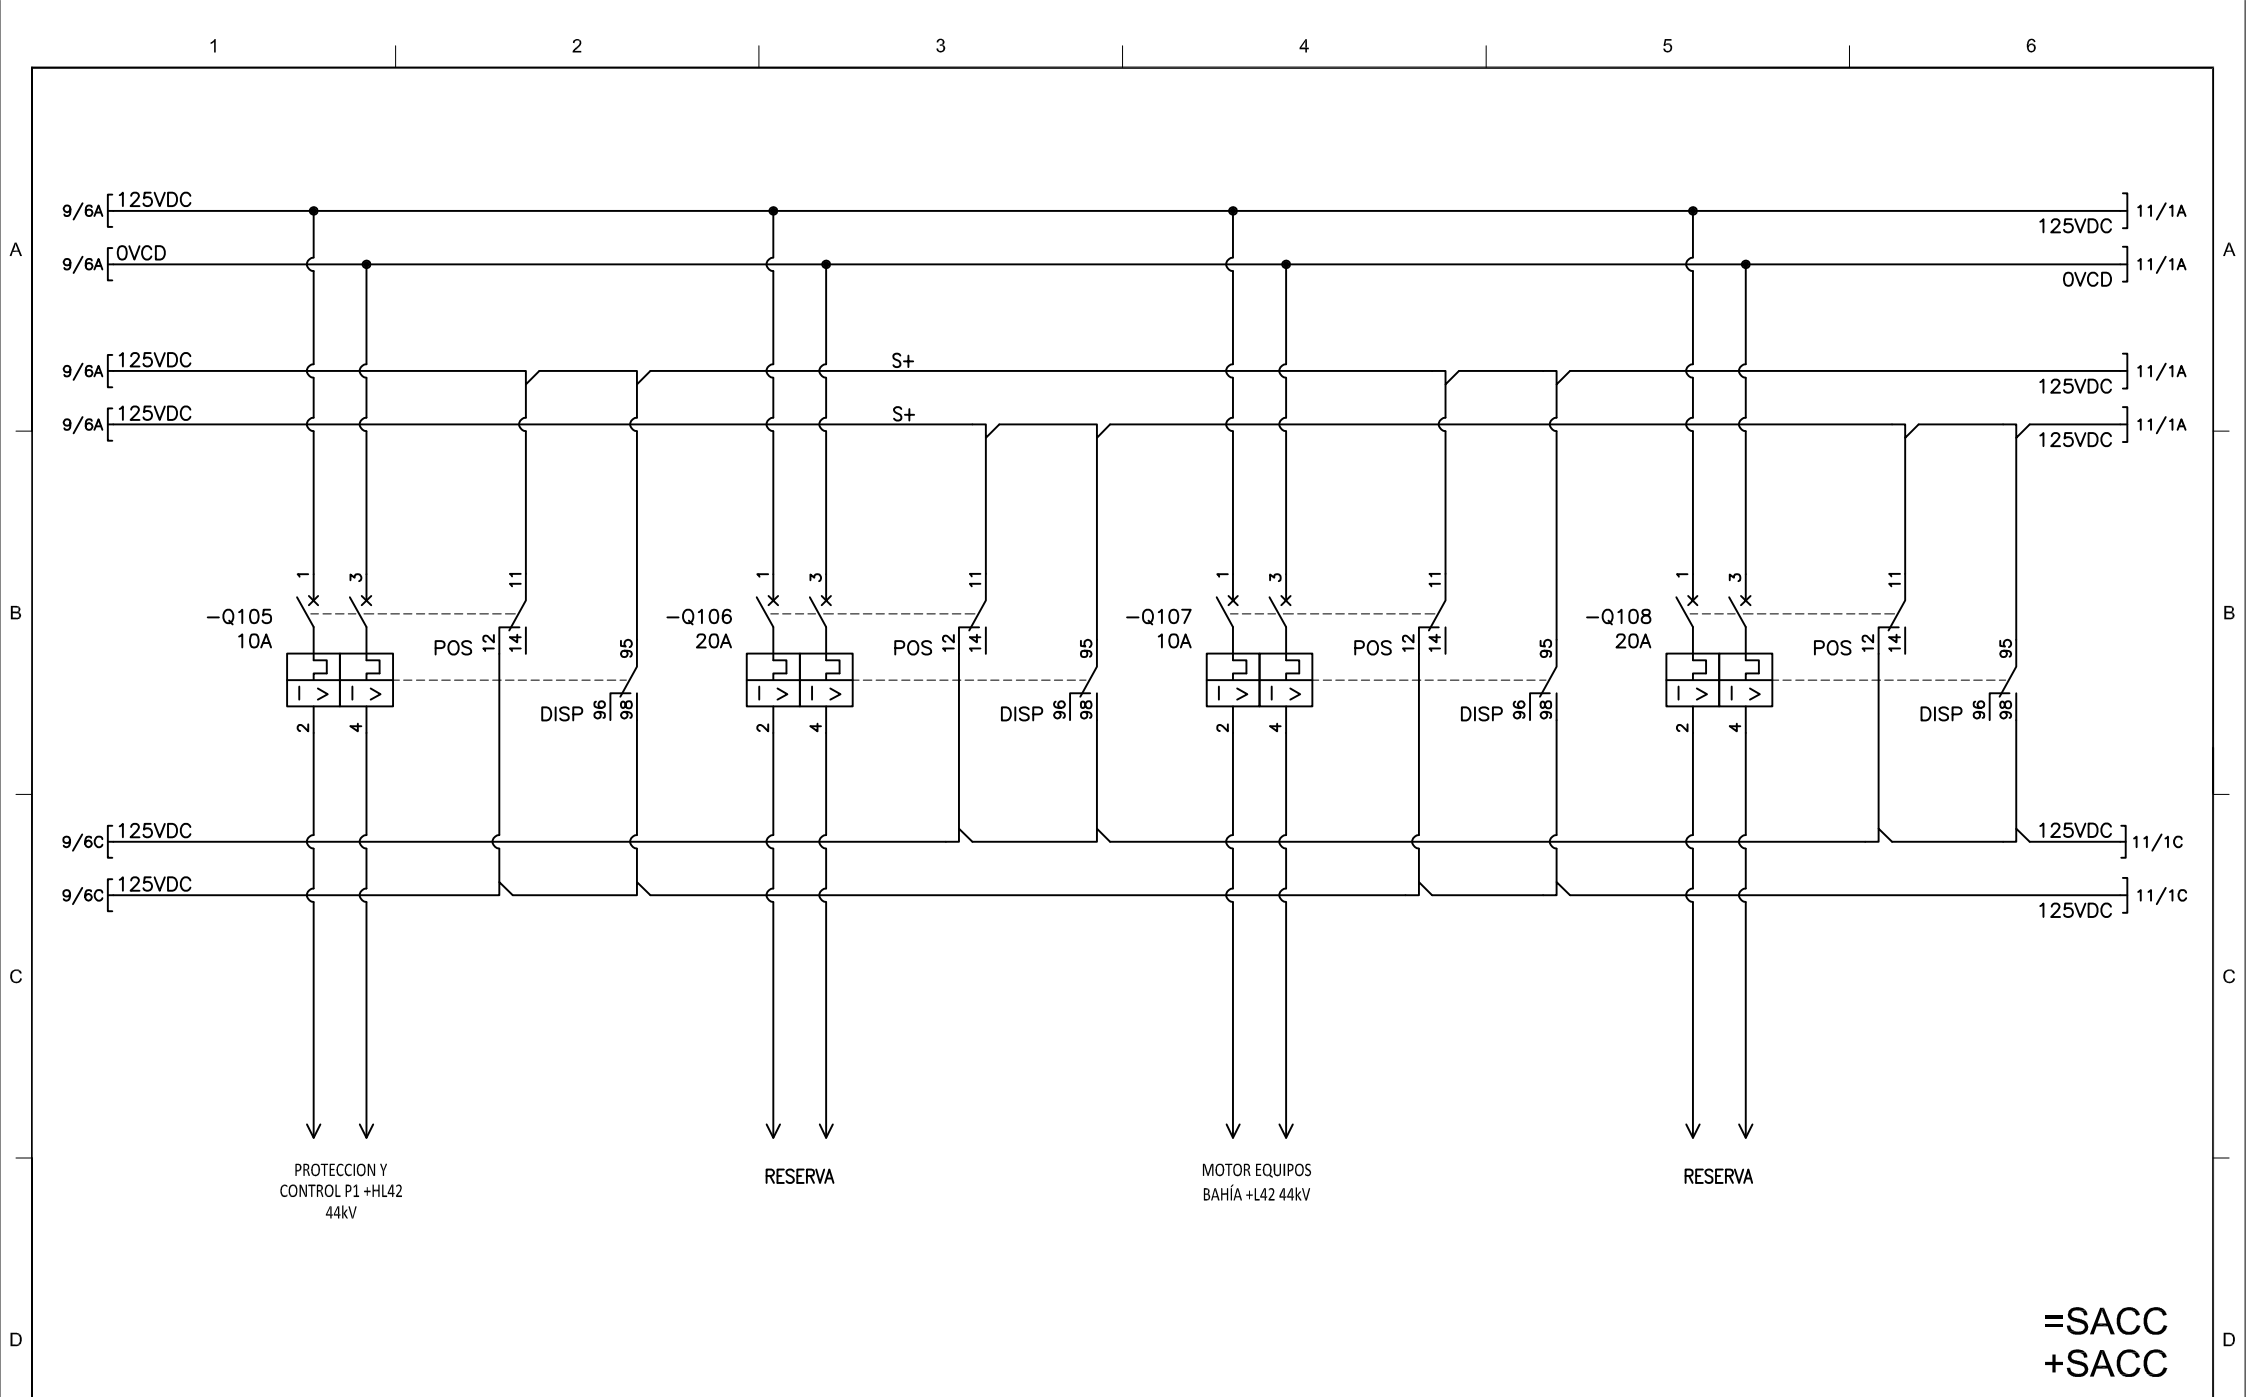 1 2 3 4 5 6
9/6A 125VDC
125VDC 11/1A
A
9/6A 0VCD
0VCD 11/1A
A
9/6A 125VDC S+
125VDC 11/1A
9/6A 125VDC S+
125VDC 11/1A
B
-Q105
10A
1 3
2 4
POS
11
12 14
DISP
95
96 98
-Q106
20A
1 3
2 4
POS
11
12 14
DISP
95
96 98
-Q107
10A
1 3
2 4
POS
11
12 14
DISP
95
96 98
-Q108
20A
1 3
2 4
POS
11
12 14
DISP
95
96 98
B
9/6C 125VDC
125VDC 11/1C
9/6C 125VDC
125VDC 11/1C
C
C
PROTECCION Y
CONTROL P1 +HL42
44kV
RESERVA
MOTOR EQUIPOS
BAHÍA +L42 44kV
RESERVA
D
=SACC
+SACC
D